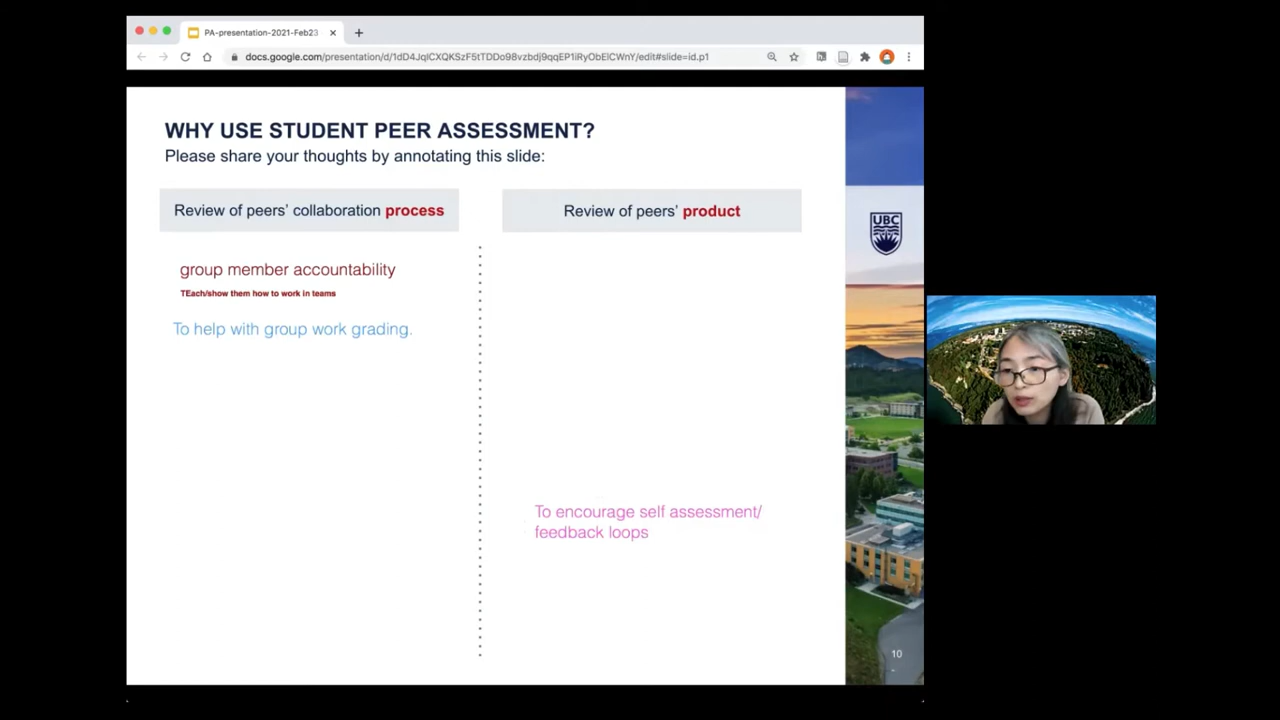 PA-presentation-2021-Feb23
docs.google.com/presentation/d/1dD4JqlCXQKSzF5tTDDo98vzbdj9qqEP1iRyObElCWnY/edit#slide=id.p1
WHY USE STUDENT PEER ASSESSMENT?
Please share your thoughts by annotating this slide:
Review of peers' collaboration process
group member accountability
TEach/show them how to work in teams
To help with group work grading.
Review of peers' product
To encourage self assessment/
feedback loops
UBC
10